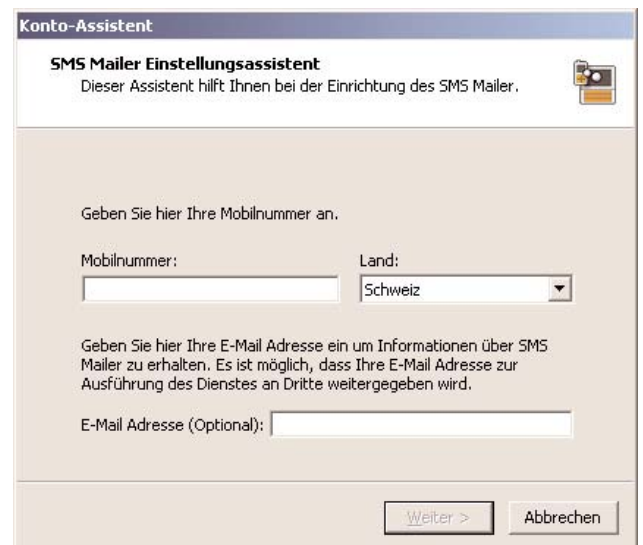 Konto-Assistent
SMS Mailer Einstellungsassistent
Dieser Assistent hilft Ihnen bei der Einrichtung des SMS Mailer.
Geben Sie hier Ihre Mobilnummer an.
Mobilnummer:
Land:
Schweiz
Geben Sie hier Ihre E-Mail Adresse ein um Informationen über SMS
Mailer zu erhalten. Es ist möglich, dass Ihre E-Mail Adresse zur
Ausführung des Dienstes an Dritte weitergegeben wird.
E-Mail Adresse (Optional):
Weiter >
Abbrechen